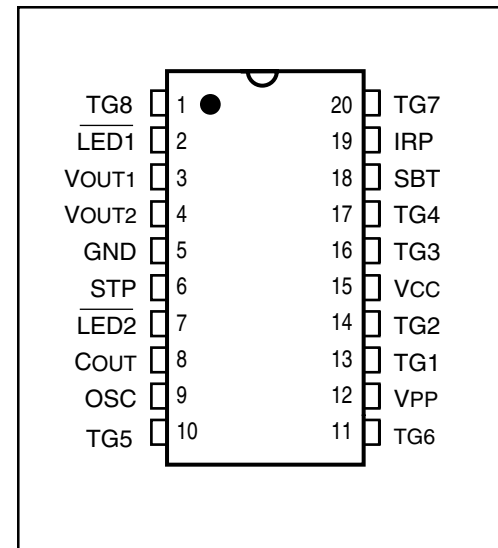 TG8 1 20 TG7
LED1 2 19 IRP
VOUT1 3 18 SBT
VOUT2 4 17 TG4
GND 5 16 TG3
STP 6 15 VCC
LED2 7 14 TG2
COUT 8 13 TG1
OSC 9 12 VPP
TG5 10 11 TG6